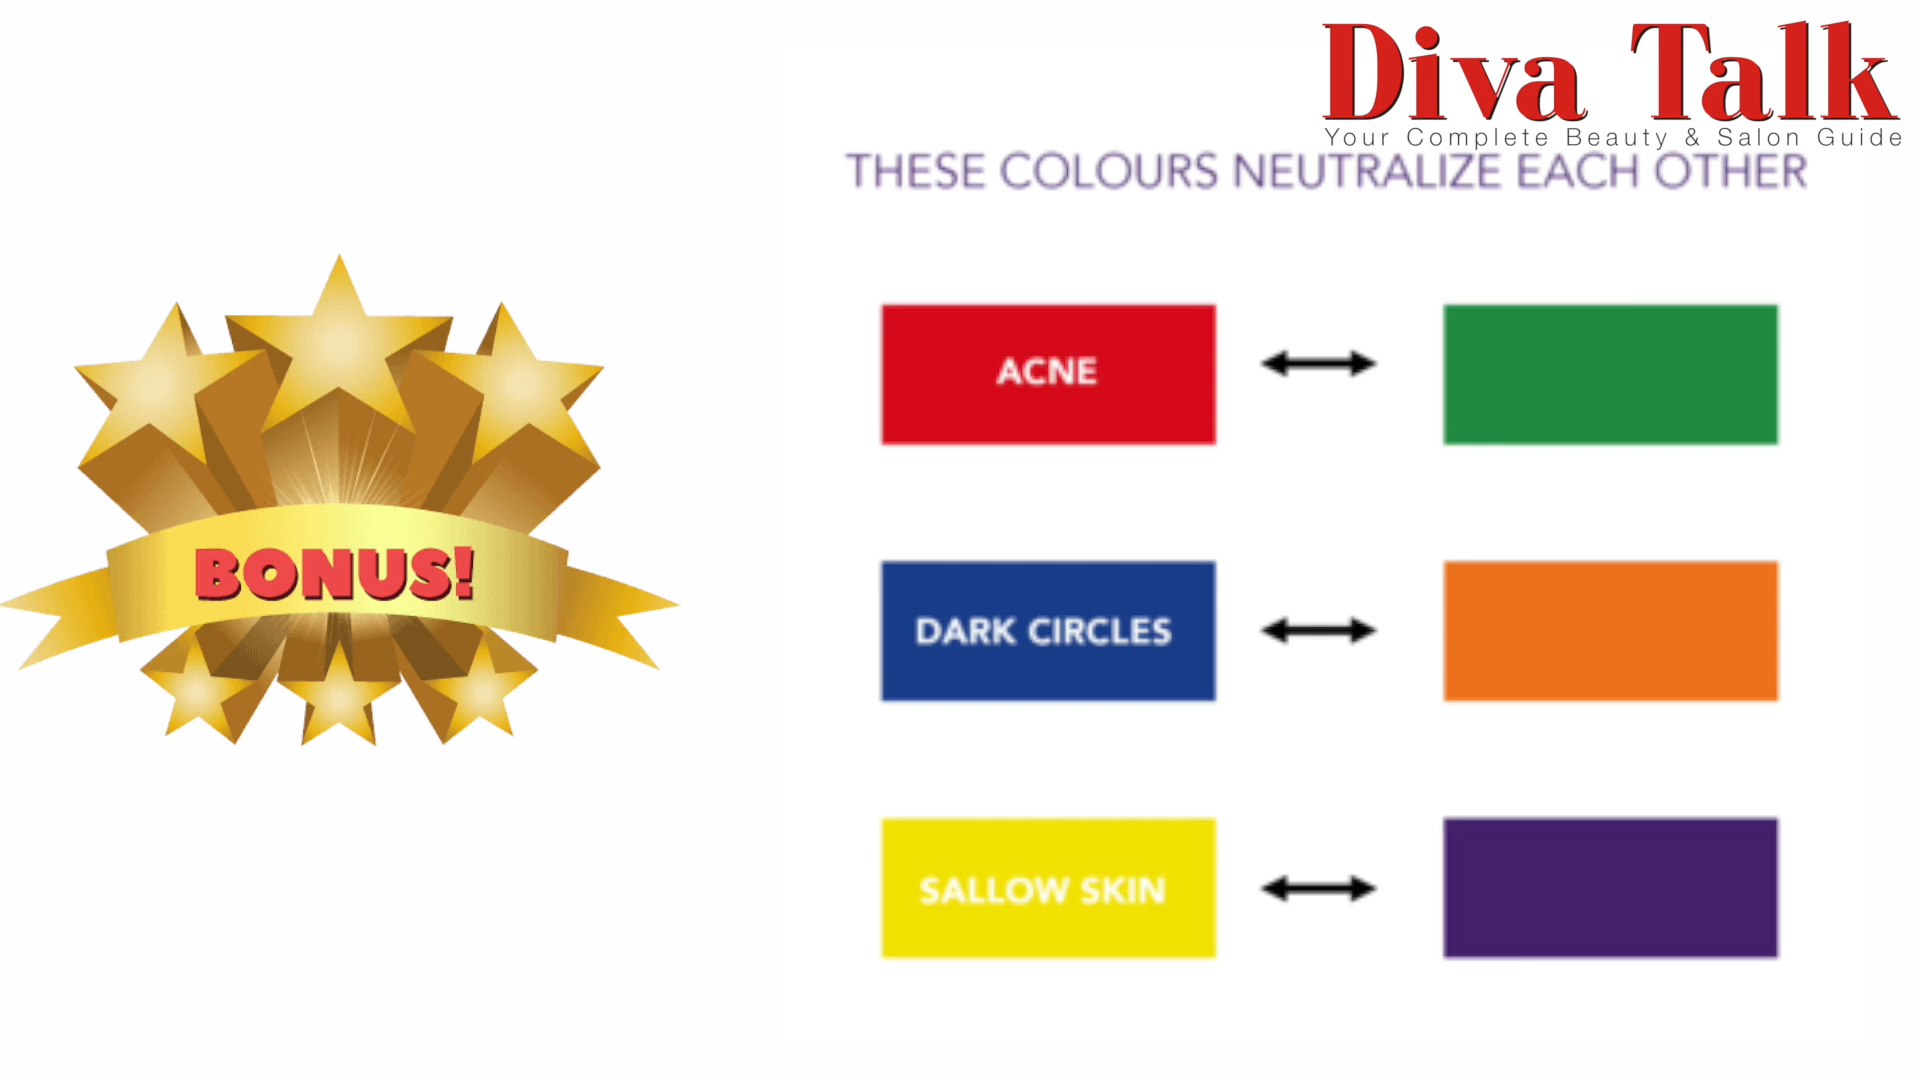 Diva Talk
Your Complete Beauty & Salon Guide
THESE COLOURS NEUTRALIZE EACH OTHER
ACNE
BONUS!
DARK CIRCLES
SALLOW SKIN